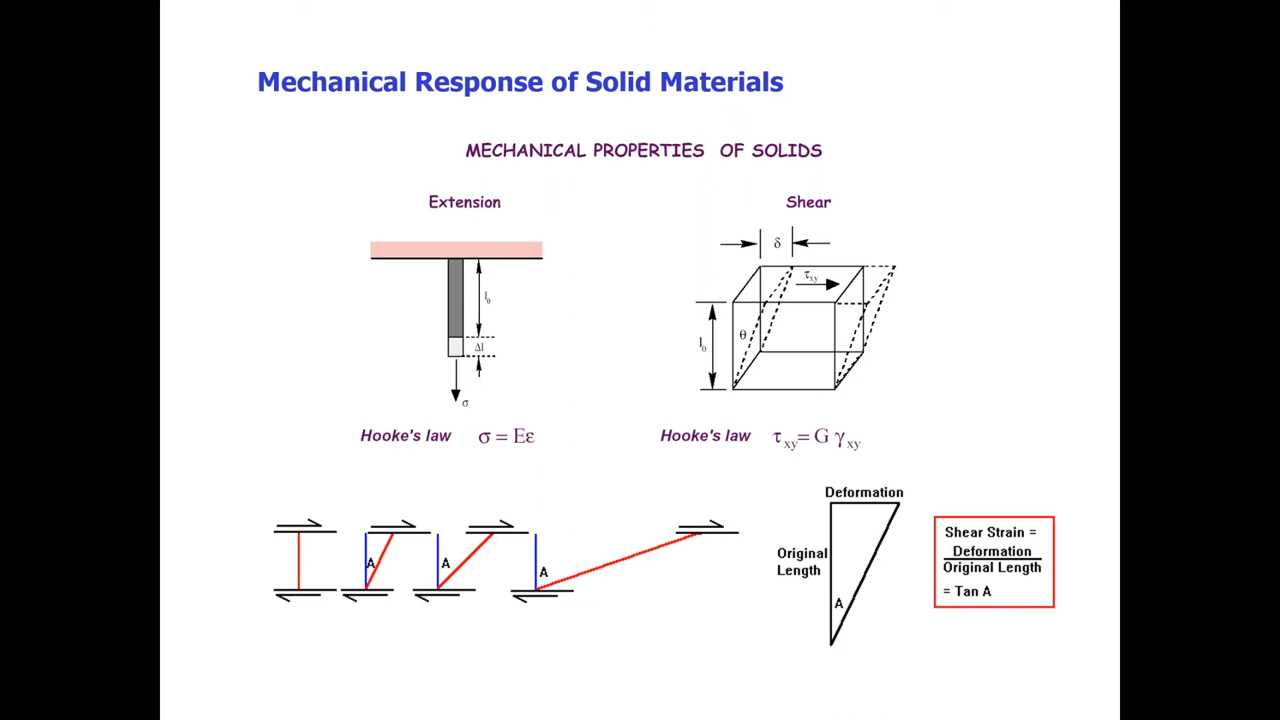 Mechanical Response of Solid Materials
MECHANICAL PROPERTIES OF SOLIDS
Extension
Shear
δ
τxy
l0
Δl
σ
l0
θ
Hooke's law σ = Eε
Hooke's law τxy= G γxy
Deformation
Original
Length
A
A
A
A
Shear Strain =
Deformation
Original Length
= Tan A